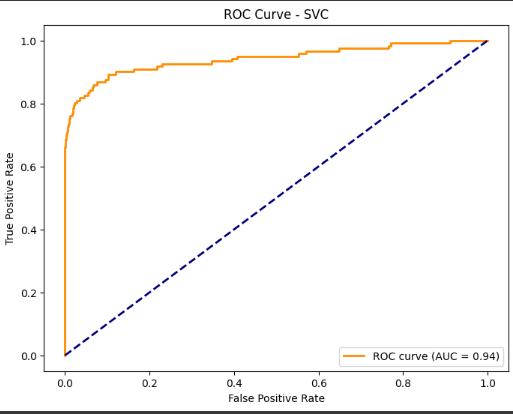 ROC Curve - SVC
1.0
0.8
0.6
0.4
0.2
0.0
True Positive Rate
ROC curve (AUC = 0.94)
0.0 0.2 0.4 0.6 0.8 1.0
False Positive Rate